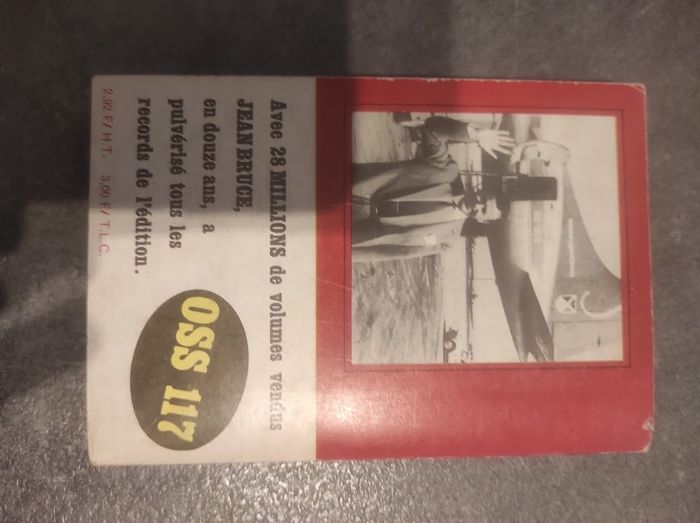 Avec 28 MILLIONS de volumes vendus
JEAN BRUCE,
en douze ans, a
pulvérisé tous les
records de l'édition.
OSS 117
2,92 F/H.T. 3,00 F/T.L.C.